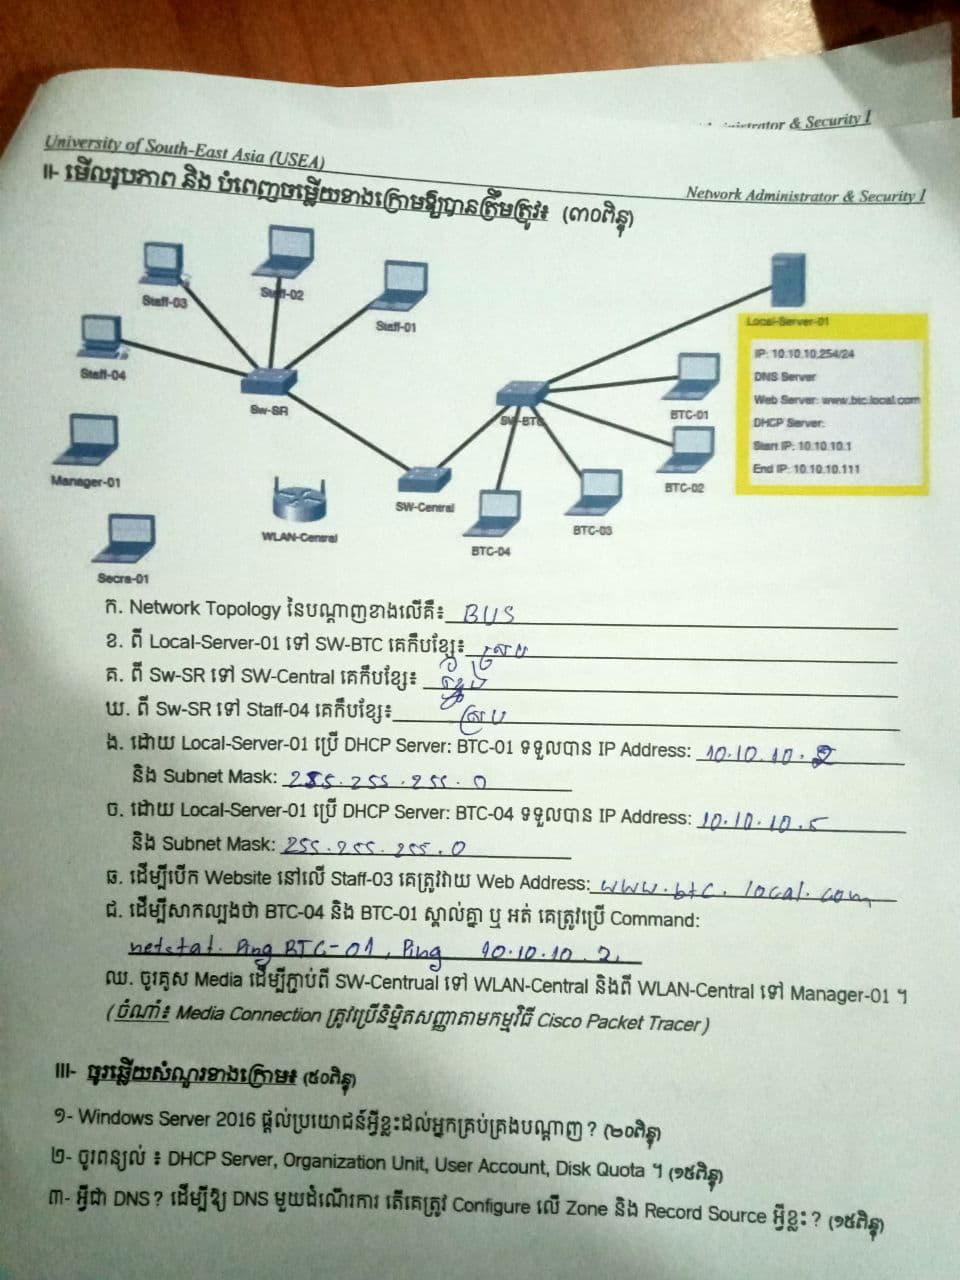 University of South-East Asia (USEA)
& Security 1
Network Administrator & Security 1
II- មើលរូបភាព និង បំពេញចម្លើយខាងក្រោមឱ្យបានត្រឹមត្រូវ៖ (៣០ពិន្ទុ)
Staff-03
Staff-02
Staff-01
Local-Server-01
Staff-04
Sw-SR
SW-BTC
BTC-01
IP: 10.10.10.254/24
DNS Server
Web Server: www.btc.local.com
DHCP Server:
Start IP: 10.10.10.1
End IP: 10.10.10.111
Manager-01
WLAN-Central
SW-Central
BTC-02
BTC-03
BTC-04
Secra-01
ក. Network Topology នៃបណ្តាញខាងលើគឺ៖ BUS
ខ. ពី Local-Server-01 ទៅ SW-BTC គេកឹបខ្សែ៖ ស្រប
គ. ពី Sw-SR ទៅ SW-Central គេកឹបខ្សែ៖
ឃ. ពី Sw-SR ទៅ Staff-04 គេកឹបខ្សែ៖ ស្រប
ង. ដោយ Local-Server-01 ប្រើ DHCP Server: BTC-01 ទទួលបាន IP Address: 10.10.10.2
និង Subnet Mask: 255.255.255.0
ច. ដោយ Local-Server-01 ប្រើ DHCP Server: BTC-04 ទទួលបាន IP Address: 10.10.10.5
និង Subnet Mask: 255.255.255.0
ឆ. ដើម្បីបើក Website នៅលើ Staff-03 គេត្រូវវាយ Web Address: www.btc.local.com
ជ. ដើម្បីសាកល្បងថា BTC-04 និង BTC-01 ស្គាល់គ្នា ឬ អត់ គេត្រូវប្រើ Command:
netstat. Ping BTC-01, Ping 10.10.10.2.
ឈ. ចូរគូស Media ដើម្បីភ្ជាប់ពី SW-Centrual ទៅ WLAN-Central និងពី WLAN-Central ទៅ Manager-01 ។
(ចំណាំ៖ Media Connection ត្រូវប្រើនិមិត្តសញ្ញាតាមកម្មវិធី Cisco Packet Tracer)
III- ចូរឆ្លើយសំណួរខាងក្រោម៖ (៥០ពិន្ទុ)
១- Windows Server 2016 ផ្តល់ប្រយោជន៍អ្វីខ្លះដល់អ្នកគ្រប់គ្រងបណ្តាញ ? (២០ពិន្ទុ)
២- ចូរពន្យល់ ៖ DHCP Server, Organization Unit, User Account, Disk Quota ។ (១៥ពិន្ទុ)
៣- អ្វីជា DNS ? ដើម្បីឱ្យ DNS មួយដំណើរការ តើគេត្រូវ Configure លើ Zone និង Record Source អ្វីខ្លះ ? (១៥ពិន្ទុ)